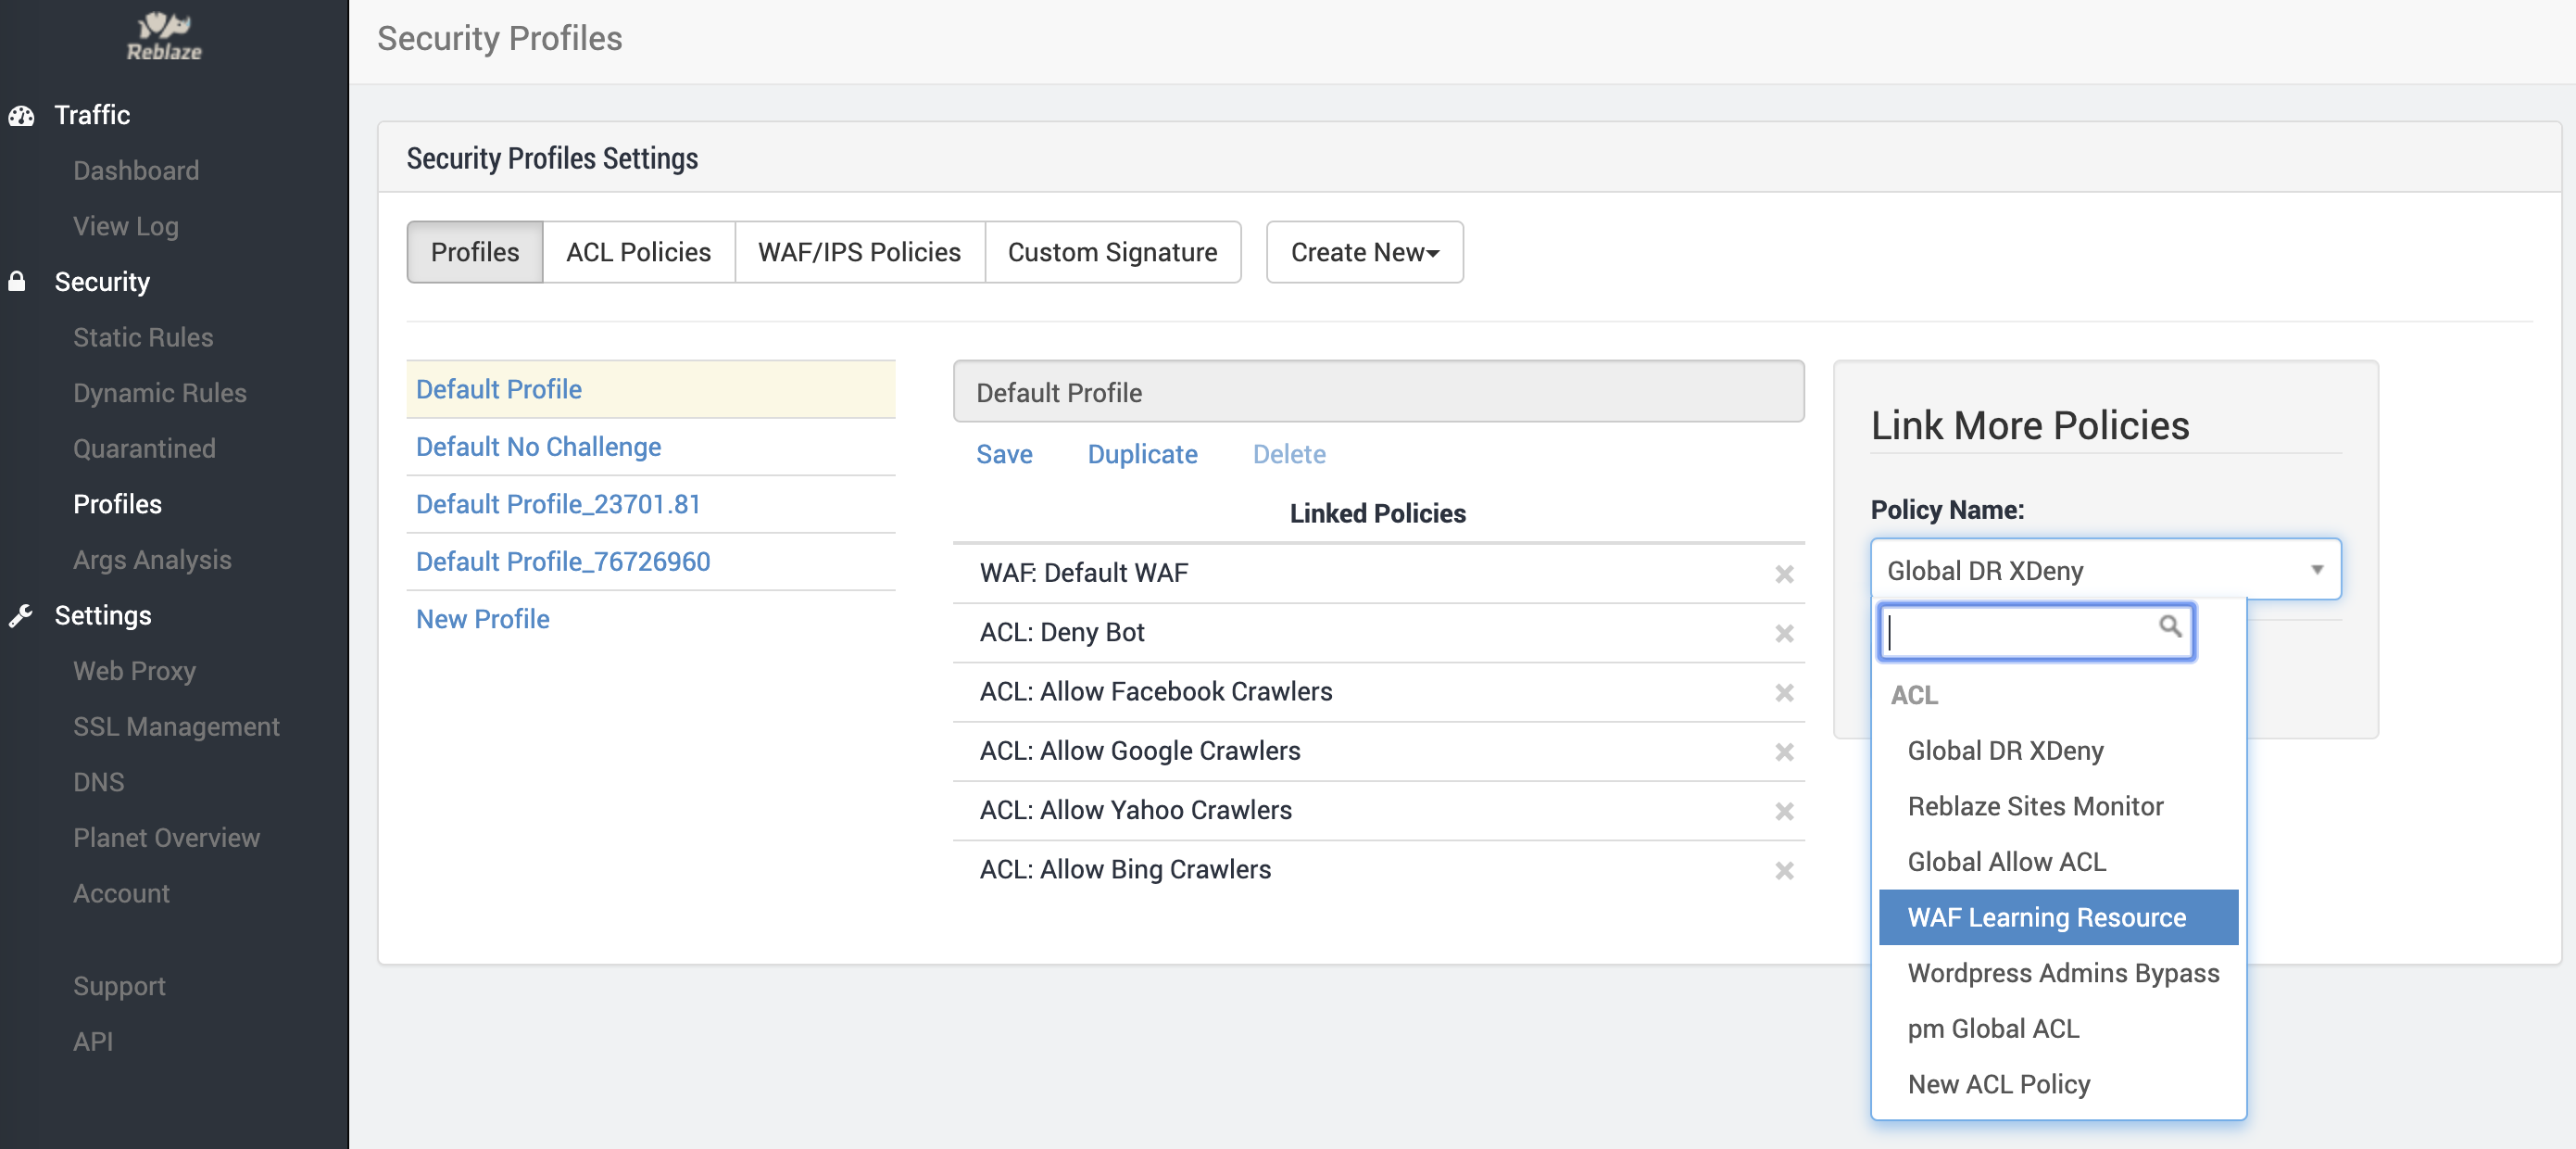 Reblaze
Traffic
Dashboard
View Log
Security
Static Rules
Dynamic Rules
Quarantined
Profiles
Args Analysis
Settings
Web Proxy
SSL Management
DNS
Planet Overview
Account
Support
API
Security Profiles
Security Profiles Settings
Profiles ACL Policies WAF/IPS Policies Custom Signature Create New
Default Profile
Default No Challenge
Default Profile_23701.81
Default Profile_76726960
New Profile
Default Profile
Save Duplicate Delete
Linked Policies
WAF: Default WAF
ACL: Deny Bot
ACL: Allow Facebook Crawlers
ACL: Allow Google Crawlers
ACL: Allow Yahoo Crawlers
ACL: Allow Bing Crawlers
Link More Policies
Policy Name:
Global DR XDeny
ACL
Global DR XDeny
Reblaze Sites Monitor
Global Allow ACL
WAF Learning Resource
Wordpress Admins Bypass
pm Global ACL
New ACL Policy